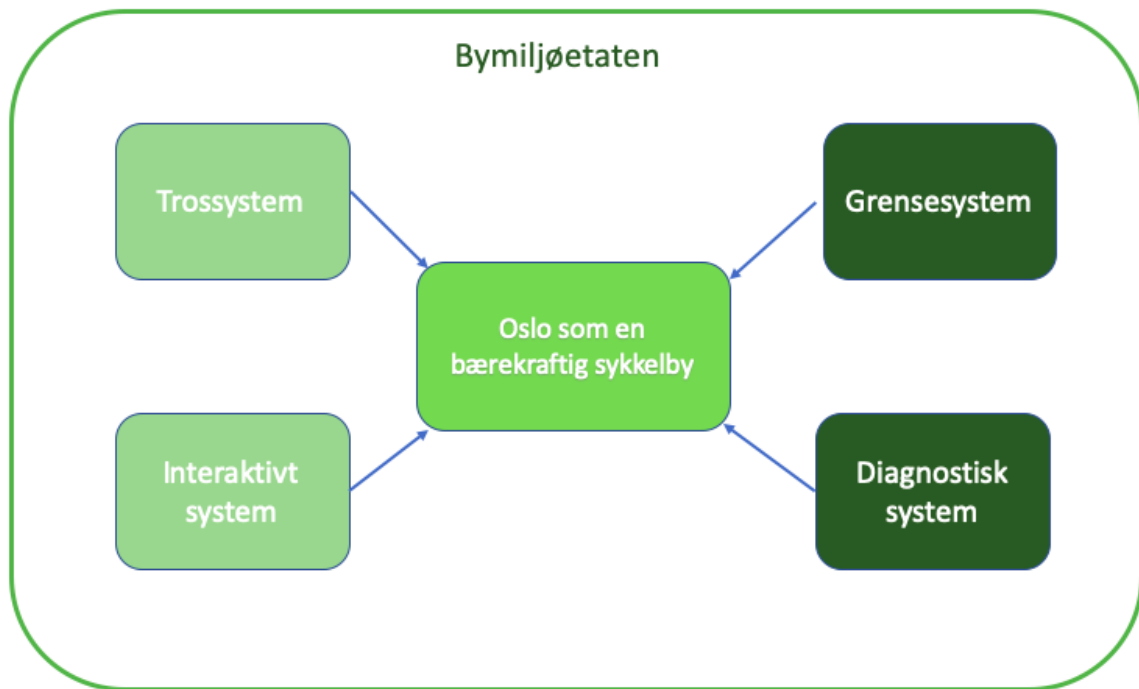 Bymiljøetaten
Trossystem
Grensesystem
Oslo som en
bærekraftig sykkelby
Interaktivt
system
Diagnostisk
system